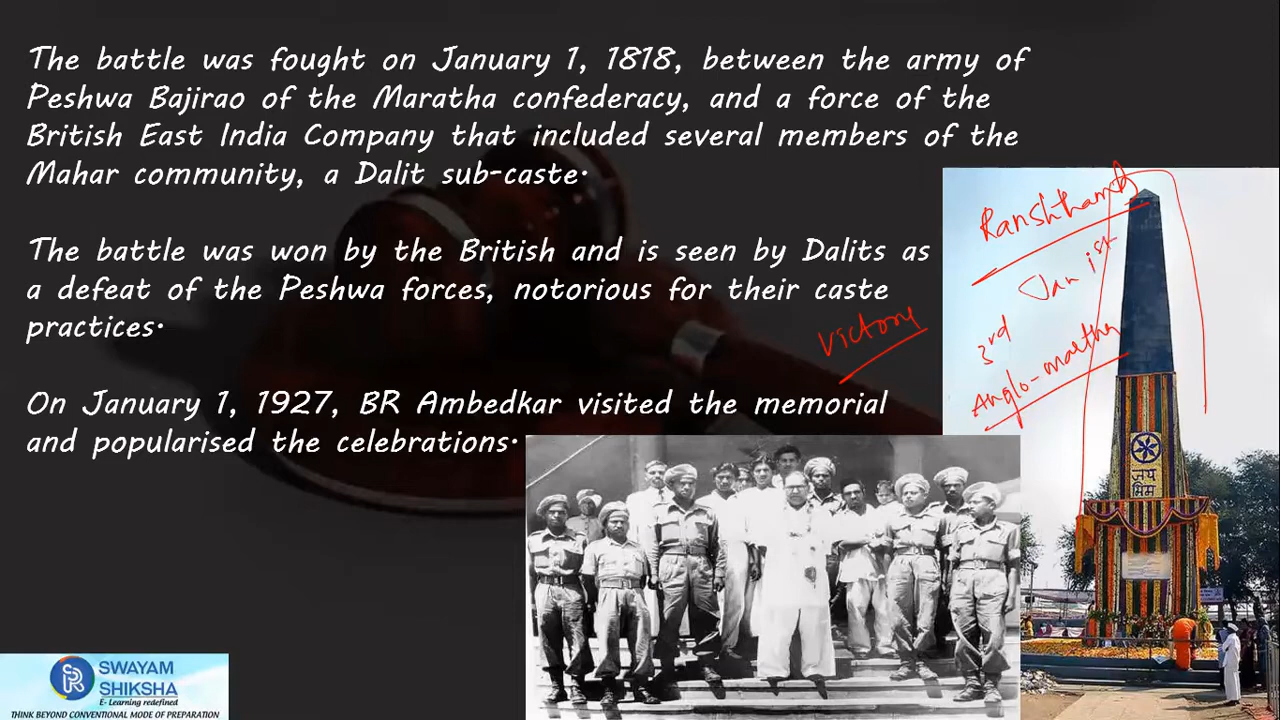 The battle was fought on January 1, 1818, between the army of
Peshwa Bajirao of the Maratha confederacy, and a force of the
British East India Company that included several members of the
Mahar community, a Dalit sub-caste.
The battle was won by the British and is seen by Dalits as
a defeat of the Peshwa forces, notorious for their caste
practices.
On January 1, 1927, BR Ambedkar visited the memorial
and popularised the celebrations.
Victory
Ranshthamb
Jan 1st
3rd
Anglo-maratha
जय
भिम
SWAYAM
SHIKSHA
E- Learning redefined
THINK BEYOND CONVENTIONAL MODE OF PREPARATION